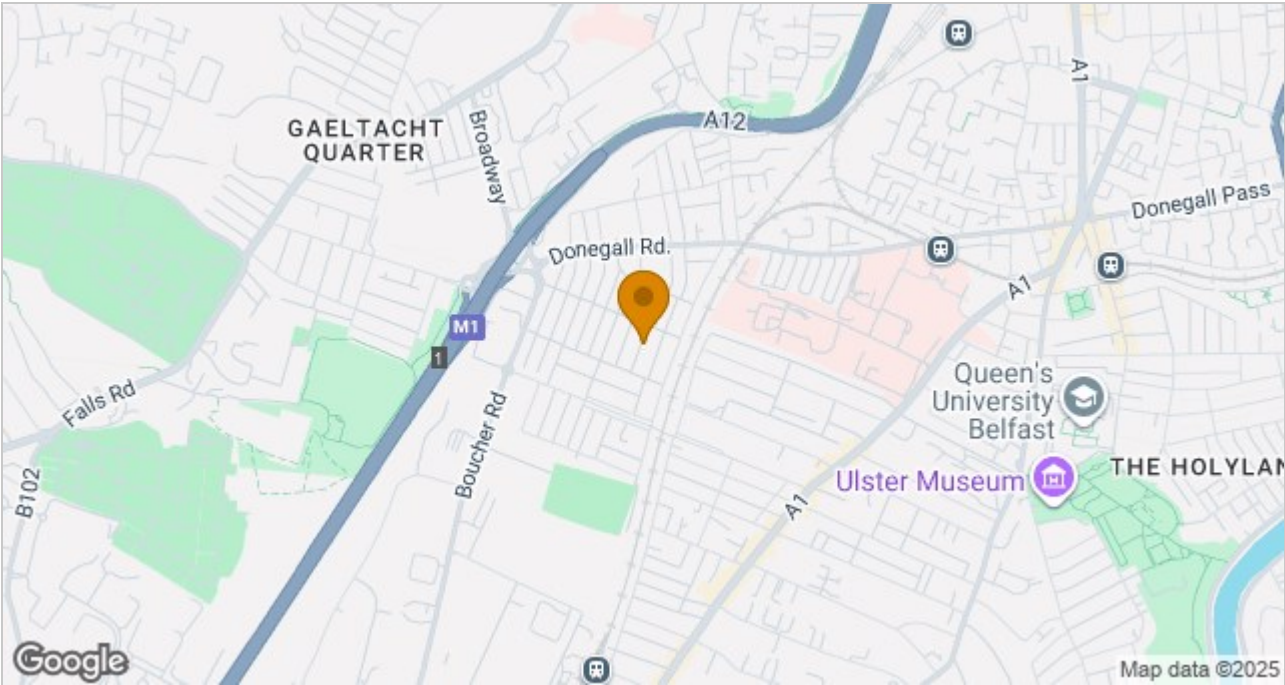 A1
GAELTACHT
QUARTER
Broadway
A12
Donegall Pass
Donegall Rd.
A1
M1
1
Falls Rd
Boucher Rd
Queen's
University
Belfast
B102
Ulster Museum
THE HOLYLAN
A1
Google
Map data ©2025